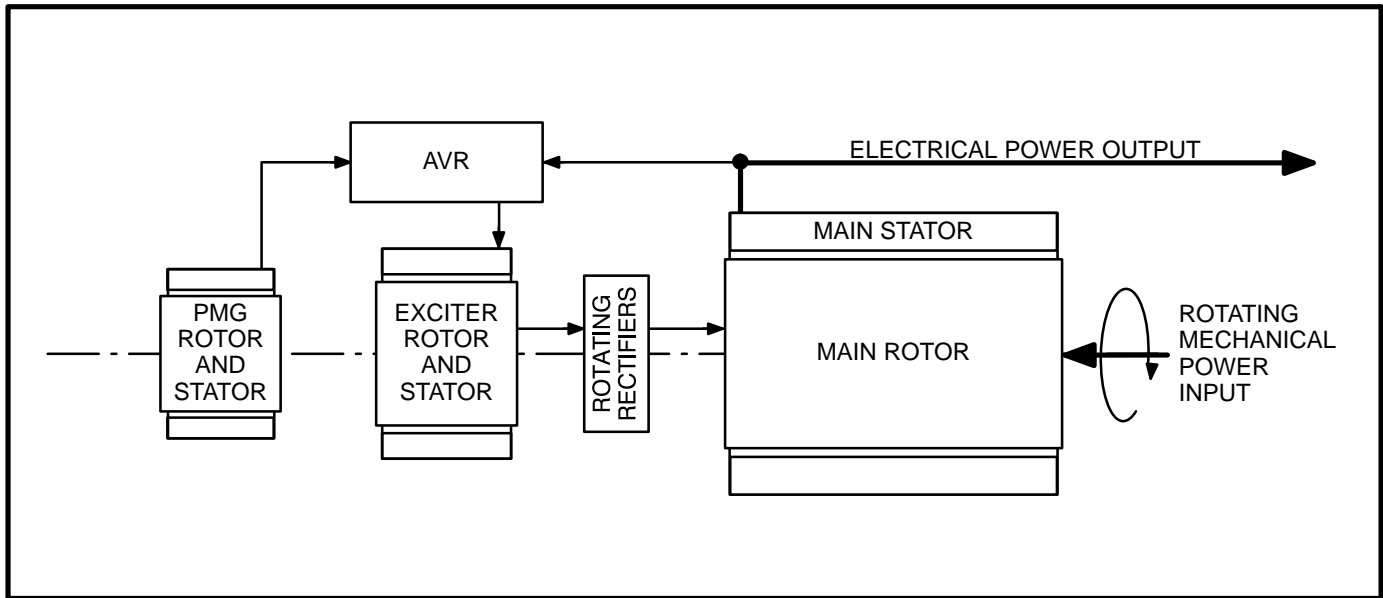 AVR
ELECTRICAL POWER OUTPUT
MAIN STATOR
PMG
ROTOR
AND
STATOR
EXCITER
ROTOR
AND
STATOR
ROTATING
RECTIFIERS
MAIN ROTOR
ROTATING
MECHANICAL
POWER
INPUT